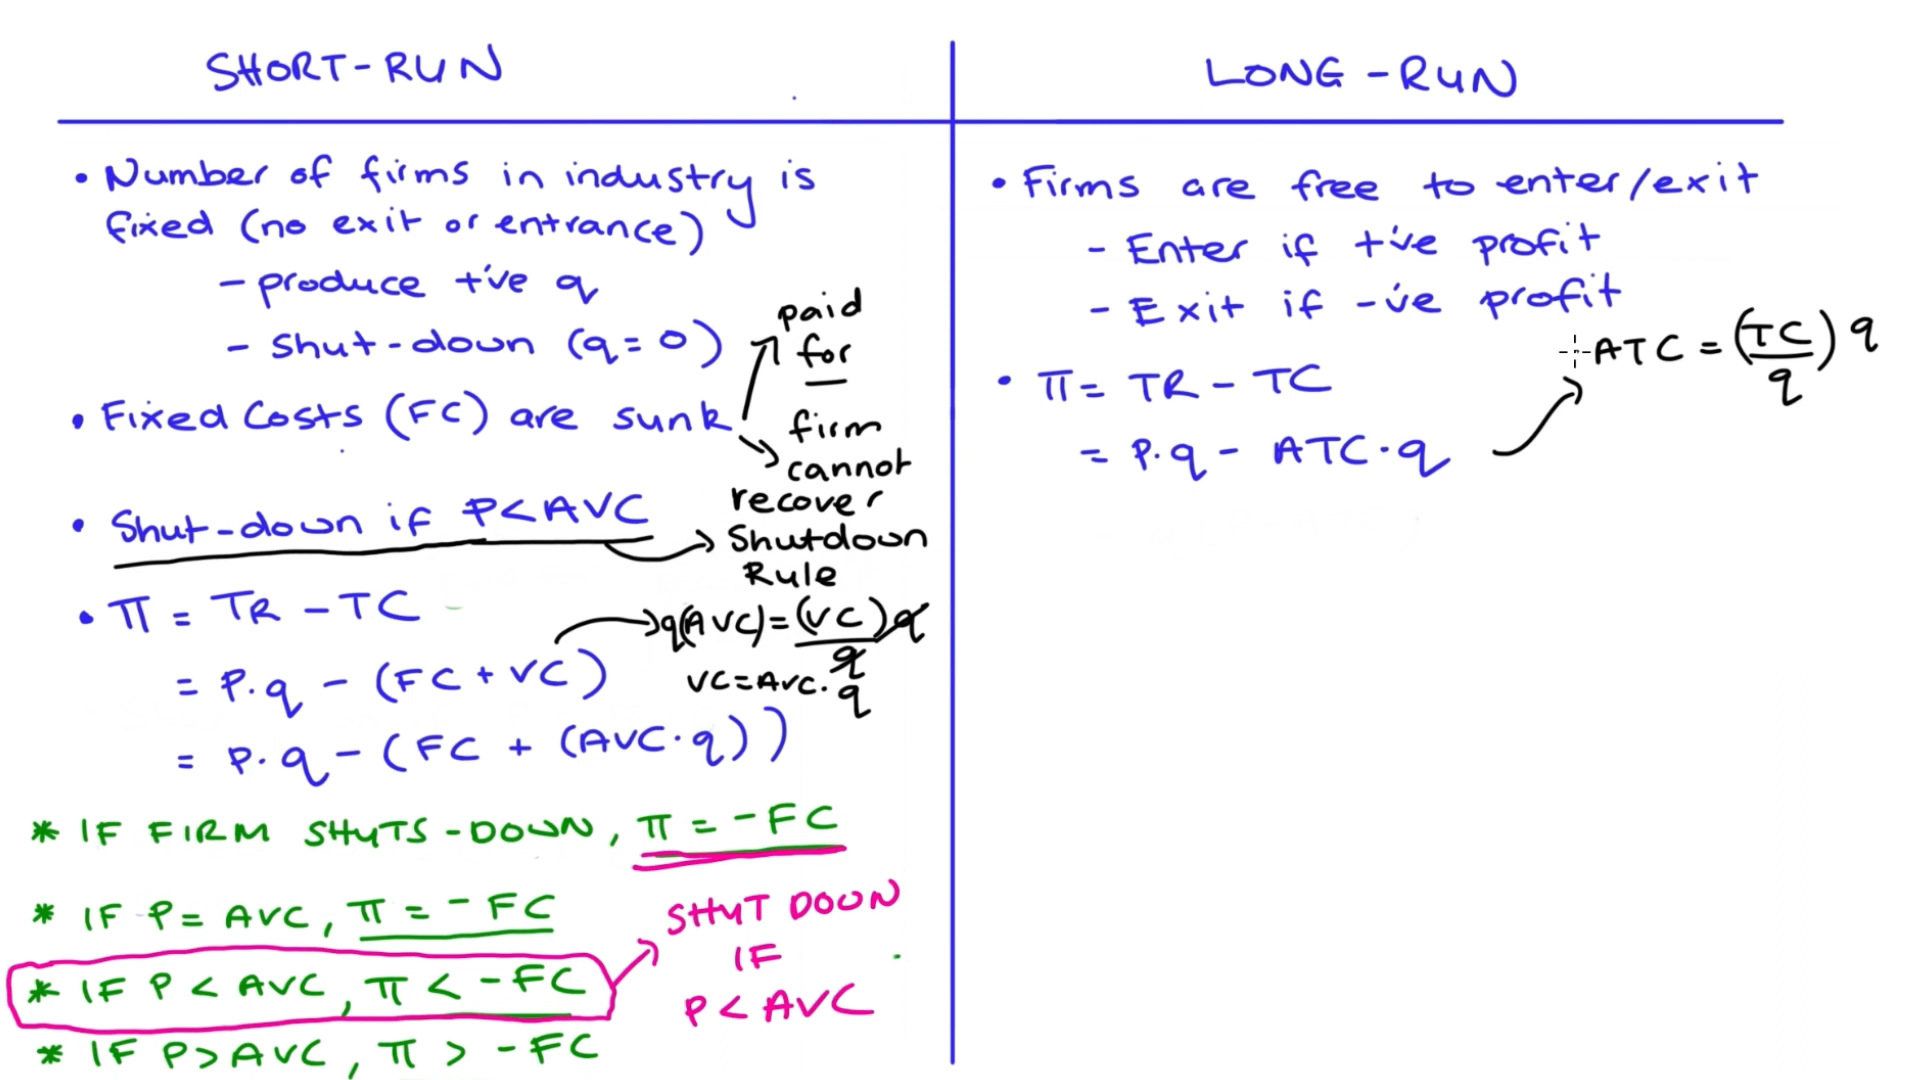 SHORT-RUN
• Number of firms in industry is
fixed (no exit or entrance)
- produce +'ve q
- shut-down (q = 0)
• Fixed Costs (FC) are sunk
paid
for
firm
cannot
recover
• Shut-down if P<AVC
Shutdown
Rule
• π = TR - TC
= P.q - (FC + VC)
q(AVC) = (VC)q
q
VC = AVC. q
= P.q - (FC + (AVC.q))
* IF FIRM SHUTS-DOWN, π = -FC
* IF P = AVC, π = -FC
* IF P < AVC, π < -FC
* IF P > AVC, π > -FC
SHUT DOWN
IF
P < AVC
LONG-RUN
• Firms are free to enter/exit
- Enter if +'ve profit
- Exit if -'ve profit
• π = TR - TC
= P.q - ATC.q
ATC = (TC) q
q